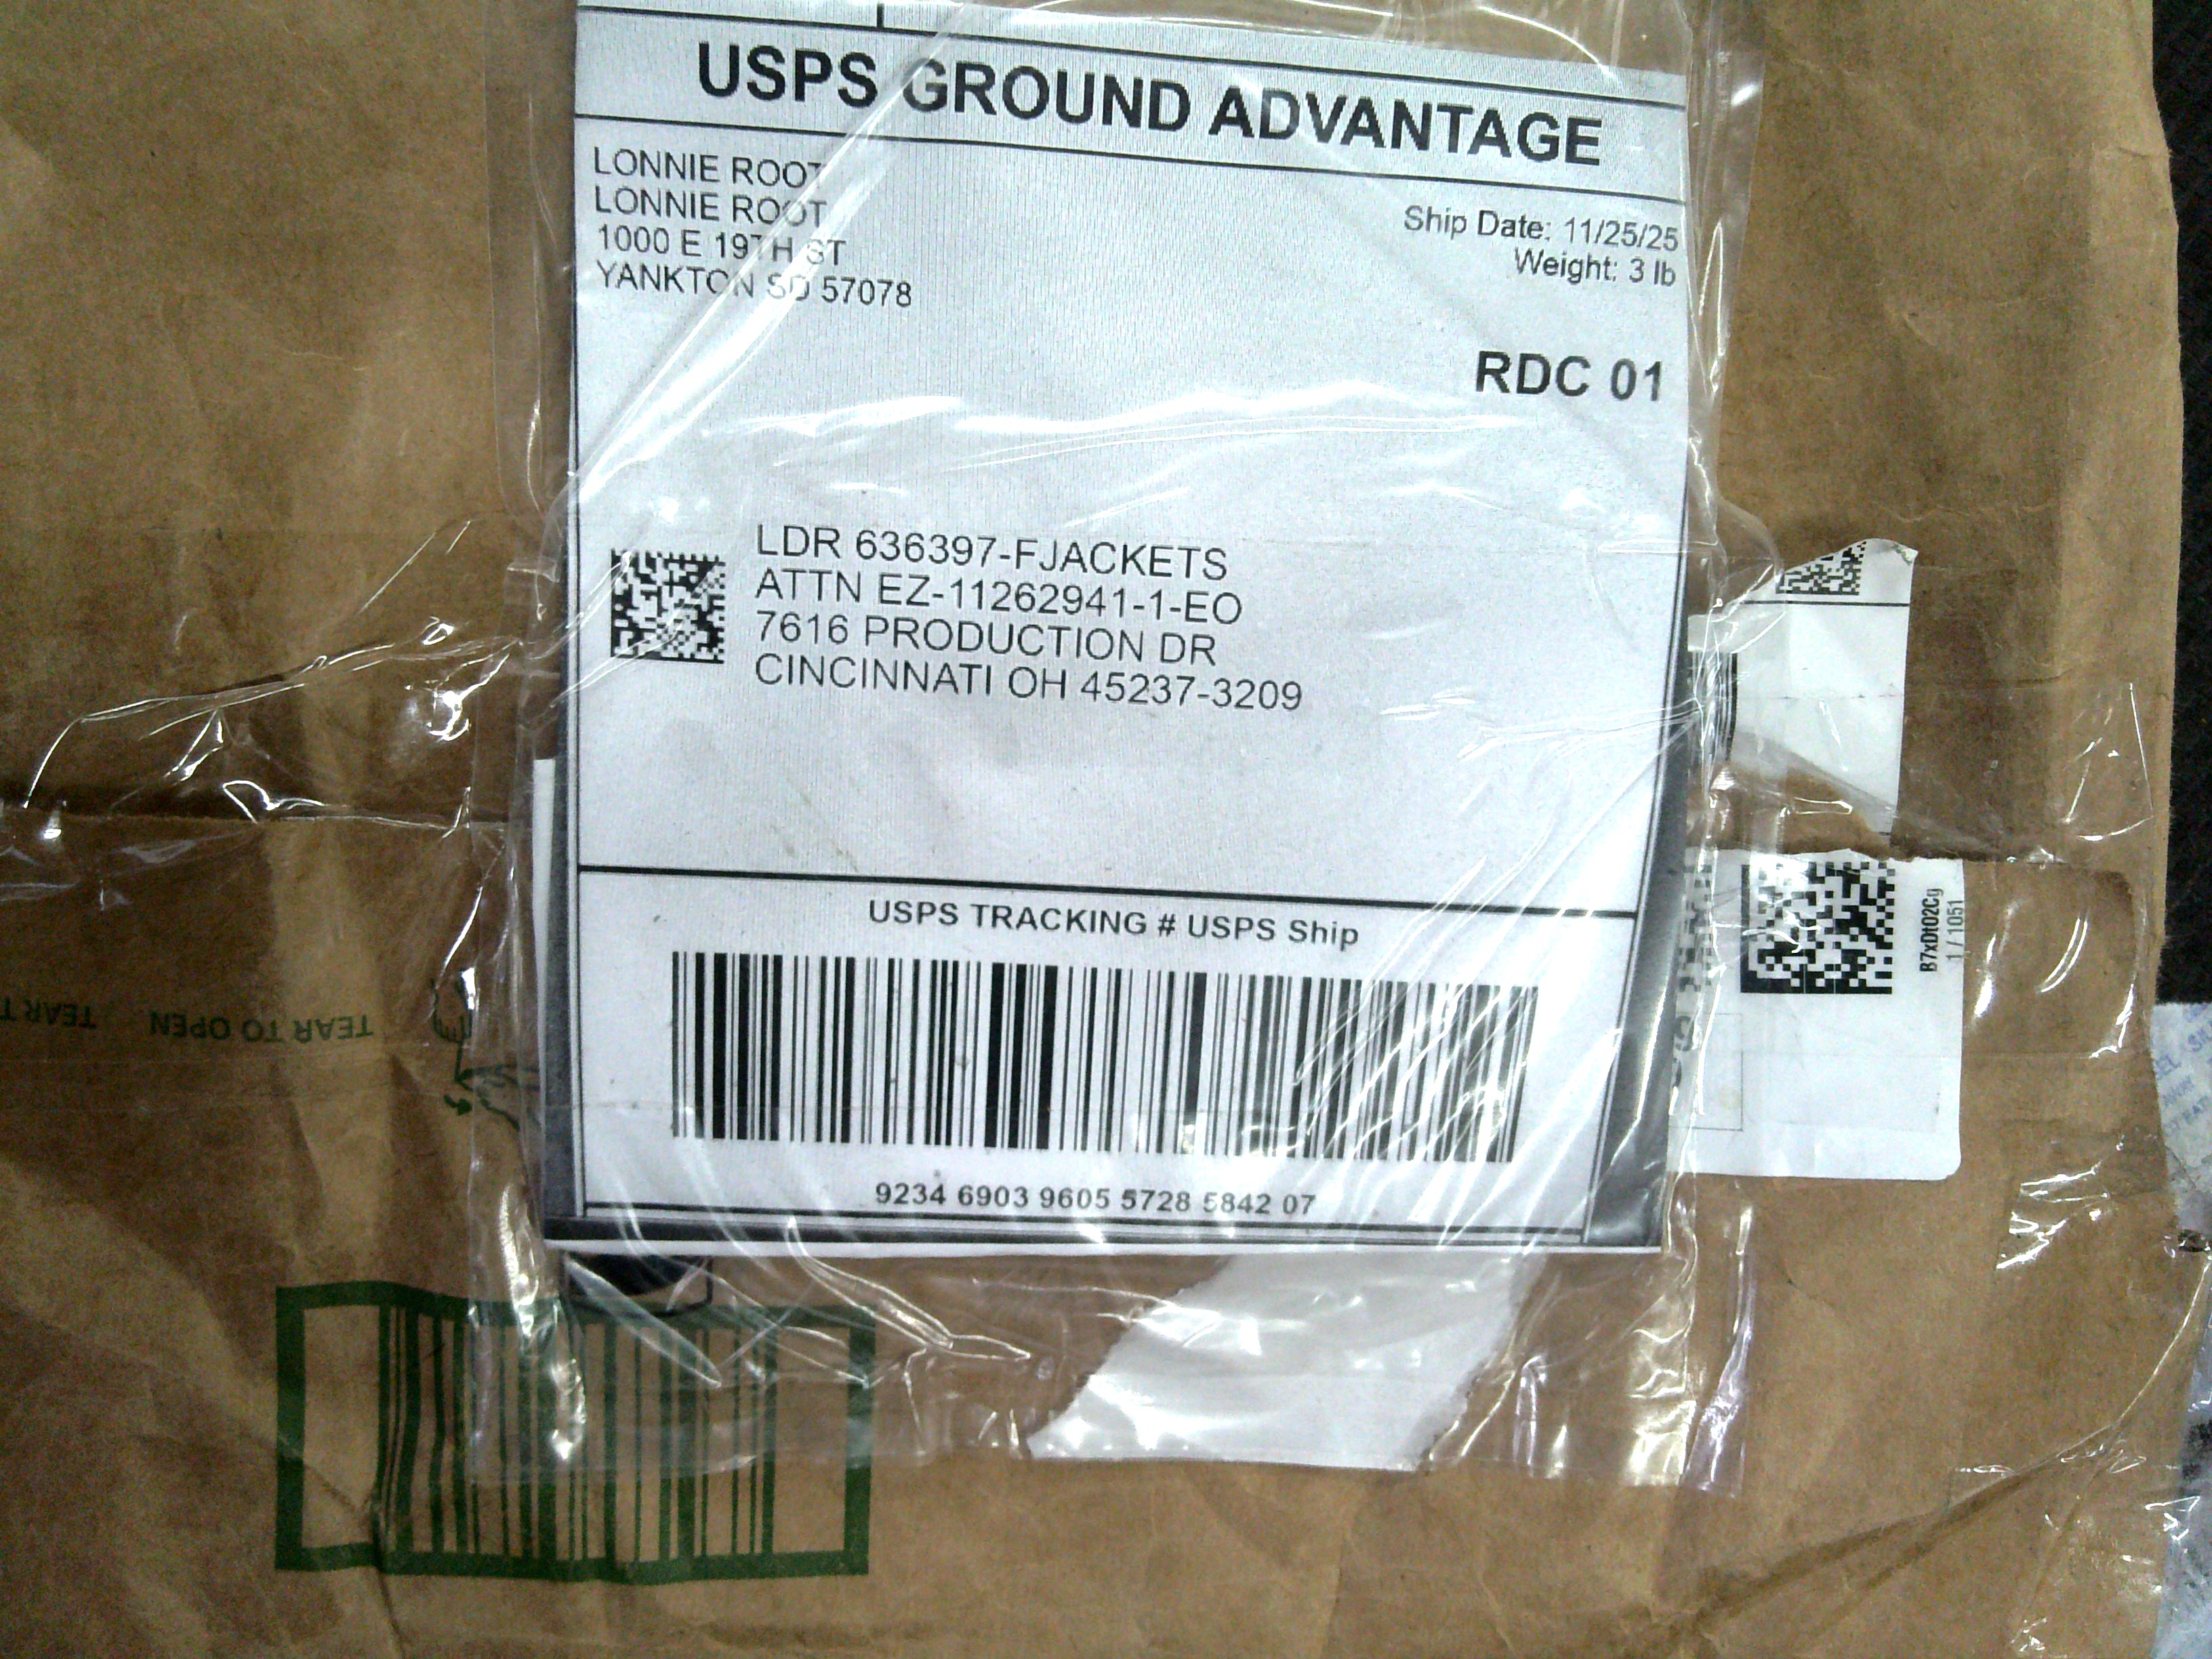 USPS GROUND ADVANTAGE
LONNIE ROOT
LONNIE ROOT
1000 E 19TH ST
YANKTON SD 57078
Ship Date: 11/25/25
Weight: 3 lb
RDC 01
LDR 636397-FJACKETS
ATTN EZ-11262941-1-EO
7616 PRODUCTION DR
CINCINNATI OH 45237-3209
USPS TRACKING # USPS Ship
9234 6903 9605 5728 5842 07
B7xDt02Cg
1 / 1051
TEAR TO OPEN
TEAR T